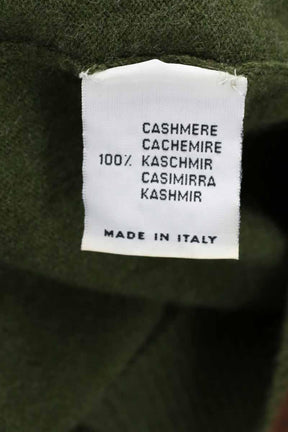 CASHMERE
CACHEMIRE
100% KASCHMIR
CASIMIRRA
KASHMIR
MADE IN ITALY